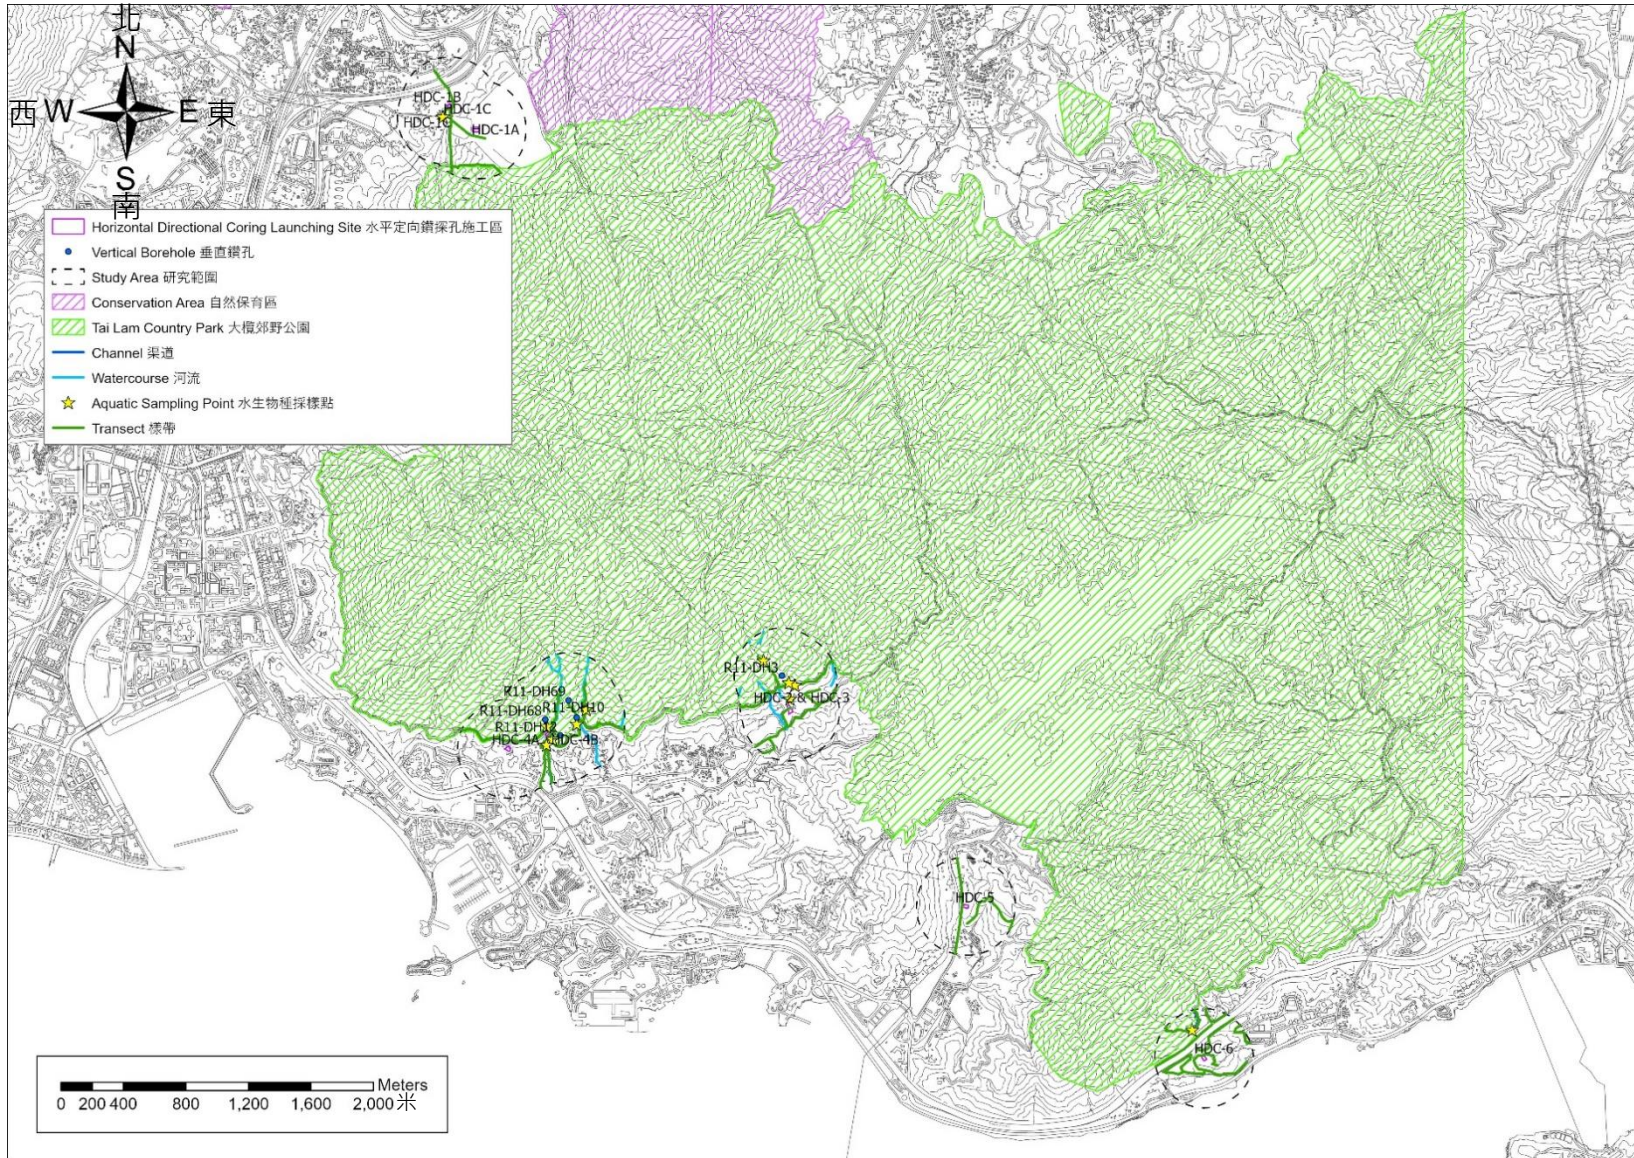 北
N
西 W E 東
S
南
HDC-1B
HDC-1C
HDC-1C
HDC-1A
Horizontal Directional Coring Launching Site 水平定向鑽探孔施工區
Vertical Borehole 垂直鑽孔
Study Area 研究範圍
Conservation Area 自然保育區
Tai Lam Country Park 大欖郊野公園
Channel 渠道
Watercourse 河流
Aquatic Sampling Point 水生物種採樣點
Transect 樣帶
R11-DH3
HDC-2 & HDC-3
R11-DH69
R11-DH68 R11-DH10
R11-DH12
HDC-4A HDC-4B
HDC-5
HDC-6
Meters
0 200 400 800 1,200 1,600 2,000 米